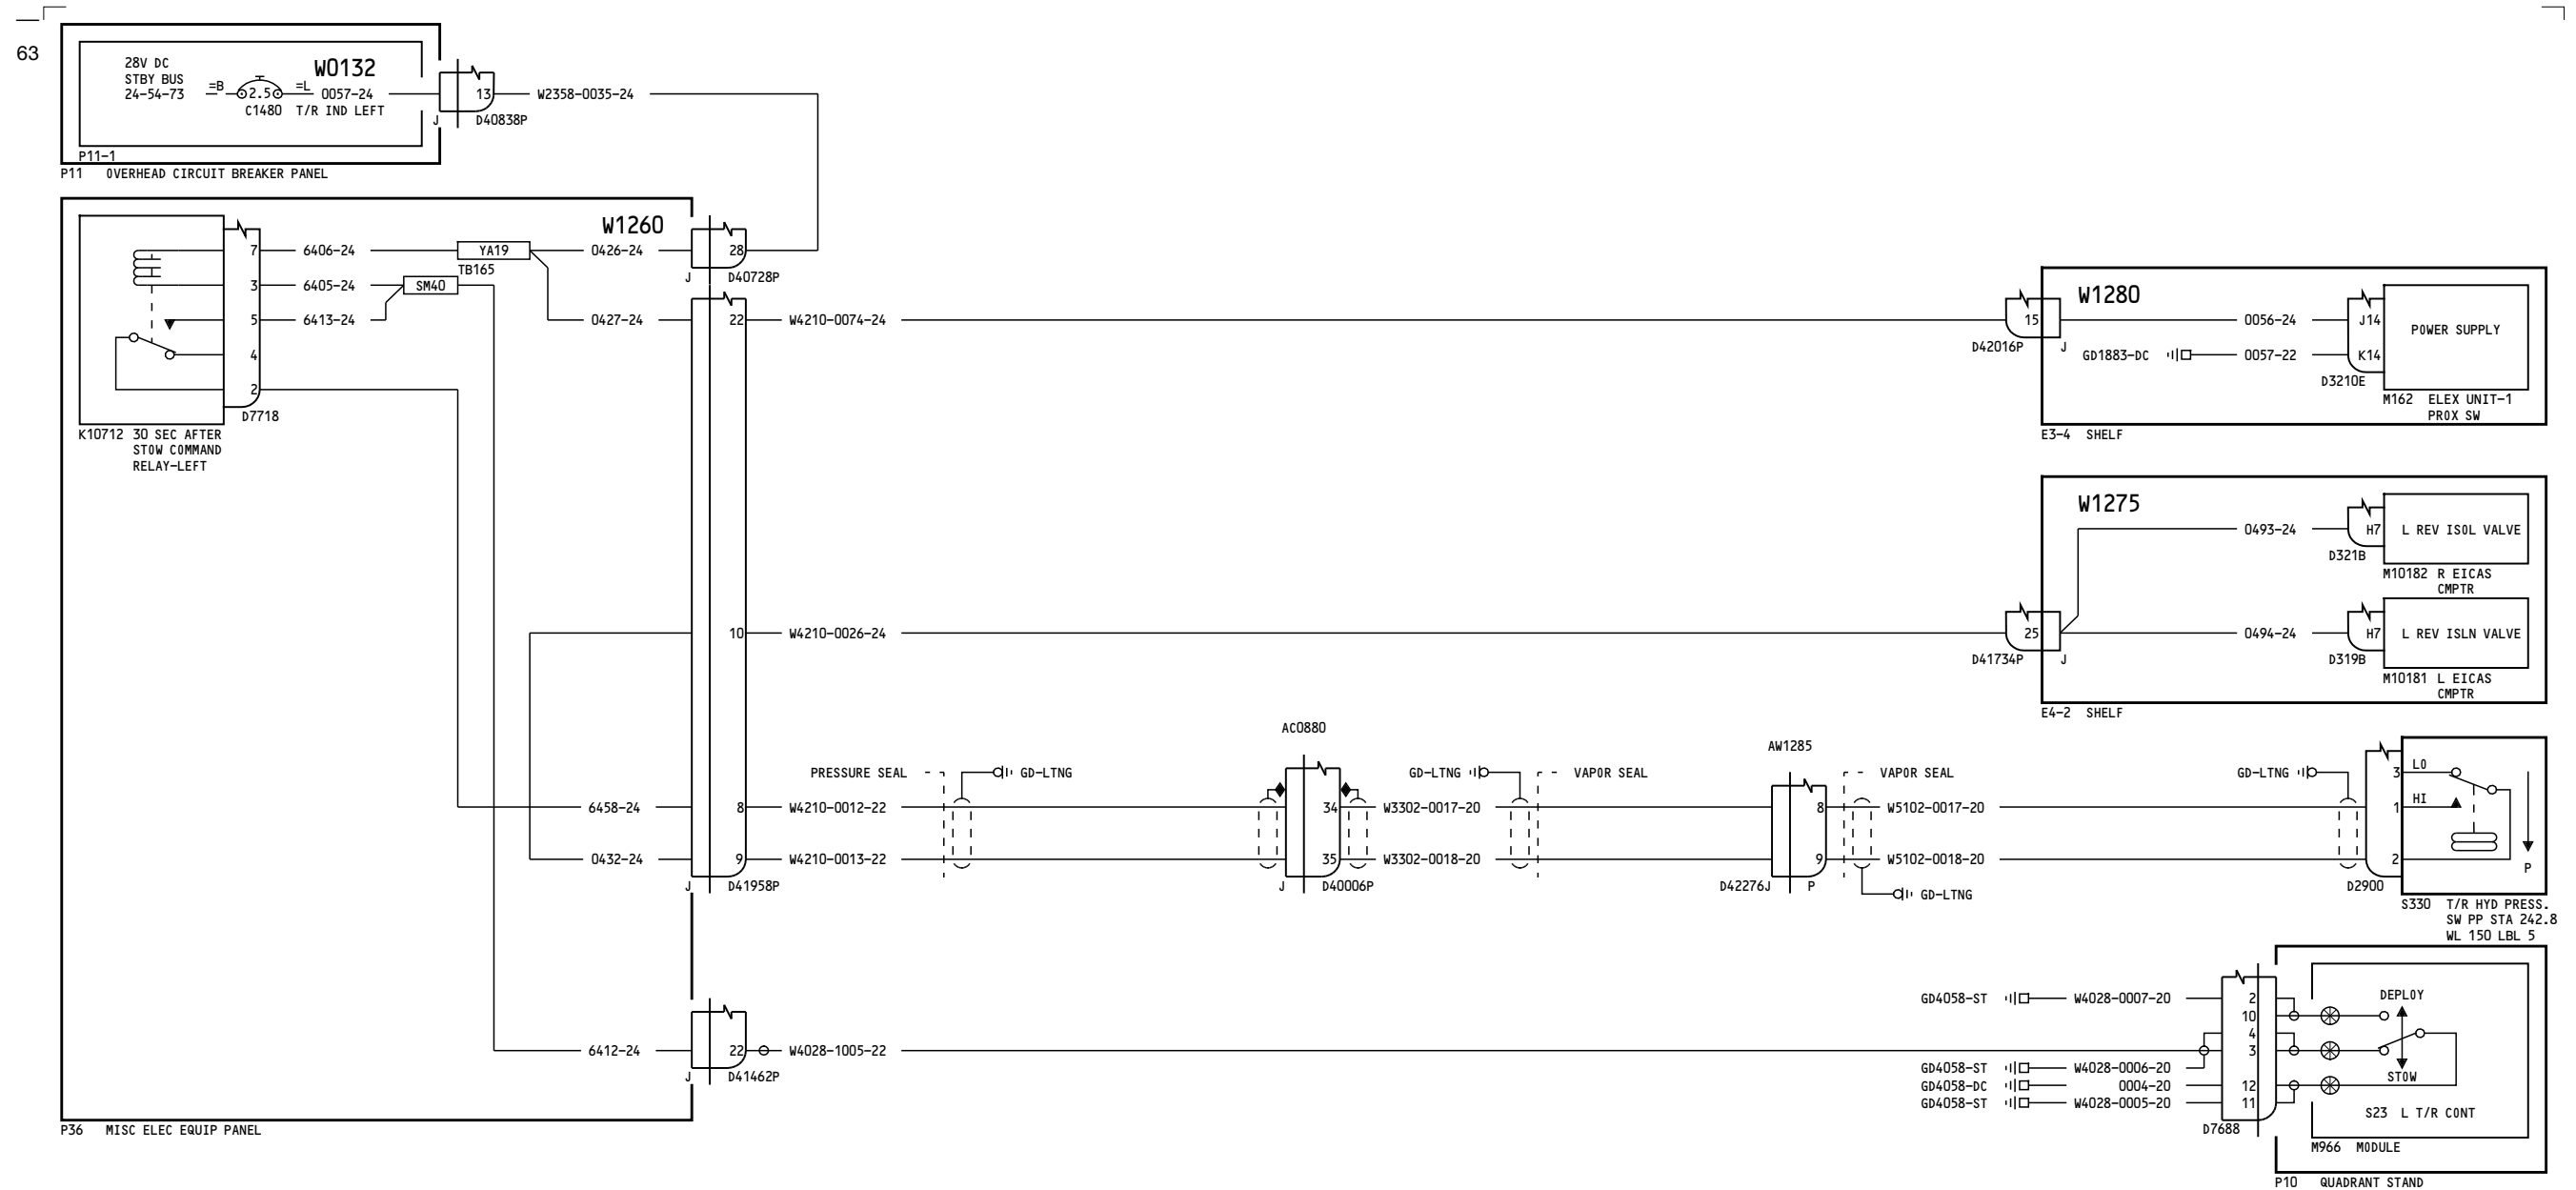 63
28V DC
STBY BUS
24-54-73
=B
2.5
=L
W0132
0057-24
C1480 T/R IND LEFT
13
W2358-0035-24
J
D40838P
P11-1
P11 OVERHEAD CIRCUIT BREAKER PANEL
W1260
7
6406-24
YA19
0426-24
28
TB165
J
D40728P
3
6405-24
SM40
5
6413-24
0427-24
22
W4210-0074-24
4
2
D7718
K10712 30 SEC AFTER
STOW COMMAND
RELAY-LEFT
15
D42016P
J
W1280
0056-24
J14
POWER SUPPLY
GD1883-DC
0057-22
K14
D3210E
M162 ELEX UNIT-1
PROX SW
E3-4 SHELF
W1275
0493-24
H7
L REV ISOL VALVE
D321B
M10182 R EICAS
CMPTR
10
W4210-0026-24
25
0494-24
H7
L REV ISLN VALVE
D41734P
J
D319B
M10181 L EICAS
CMPTR
E4-2 SHELF
AC0880
AW1285
PRESSURE SEAL
GD-LTNG
GD-LTNG
VAPOR SEAL
VAPOR SEAL
GD-LTNG
3
LO
6458-24
8
W4210-0012-22
34
W3302-0017-20
8
W5102-0017-20
1
HI
0432-24
9
W4210-0013-22
35
W3302-0018-20
9
W5102-0018-20
2
P
J
D41958P
J
D40006P
D42276J
P
GD-LTNG
D2900
S330 T/R HYD PRESS.
SW PP STA 242.8
WL 150 LBL 5
6412-24
22
W4028-1005-22
J
D41462P
GD4058-ST
W4028-0007-20
2
DEPLOY
10
4
3
GD4058-ST
W4028-0006-20
STOW
GD4058-DC
0004-20
12
GD4058-ST
W4028-0005-20
11
S23 L T/R CONT
D7688
M966 MODULE
P36 MISC ELEC EQUIP PANEL
P10 QUADRANT STAND